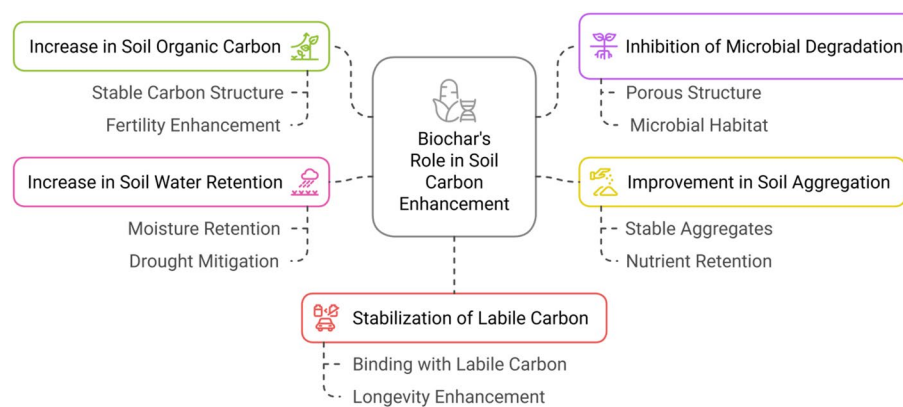 Increase in Soil Organic Carbon
Stable Carbon Structure
Fertility Enhancement
Increase in Soil Water Retention
Moisture Retention
Drought Mitigation
Biochar's
Role in Soil
Carbon
Enhancement
Inhibition of Microbial Degradation
Porous Structure
Microbial Habitat
Improvement in Soil Aggregation
Stable Aggregates
Nutrient Retention
Stabilization of Labile Carbon
Binding with Labile Carbon
Longevity Enhancement